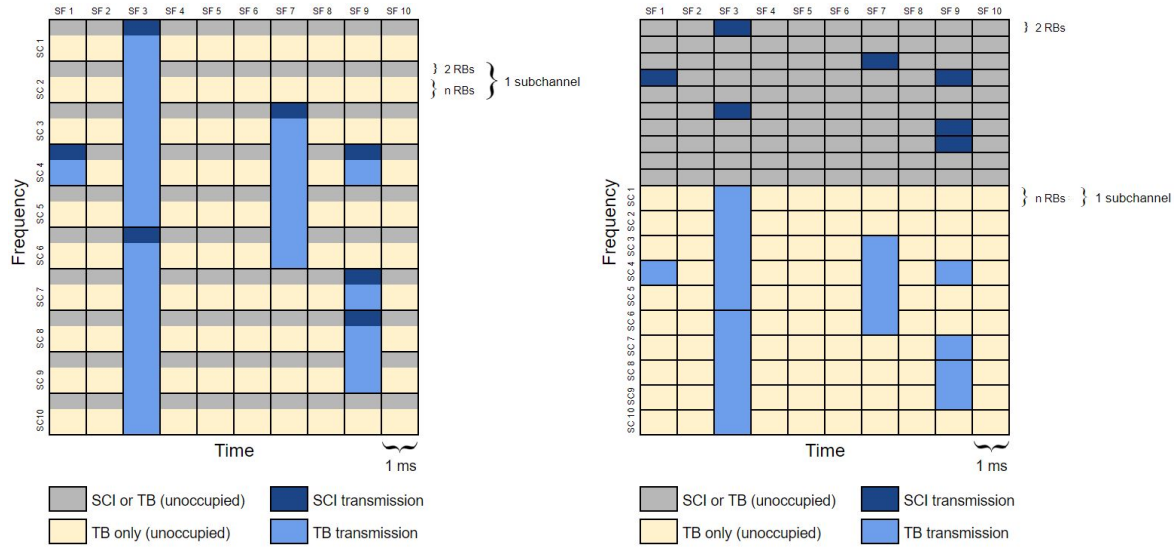 SF 1 SF 2 SF 3 SF 4 SF 5 SF 6 SF 7 SF 8 SF 9 SF 10
SC 1
SC 2
SC 3
SC 4
SC 5
SC 6
SC 7
SC 8
SC 9
SC10
Frequency
2 RBs
n RBs
1 subchannel
Time
1 ms
SCI or TB (unoccupied)
SCI transmission
TB only (unoccupied)
TB transmission
SF 1 SF 2 SF 3 SF 4 SF 5 SF 6 SF 7 SF 8 SF 9 SF 10
2 RBs
SC 1
SC 2
SC 3
SC 4
SC 5
SC 6
SC 7
SC 8
SC9
SC 10
Frequency
n RBs
1 subchannel
Time
1 ms
SCI or TB (unoccupied)
SCI transmission
TB only (unoccupied)
TB transmission